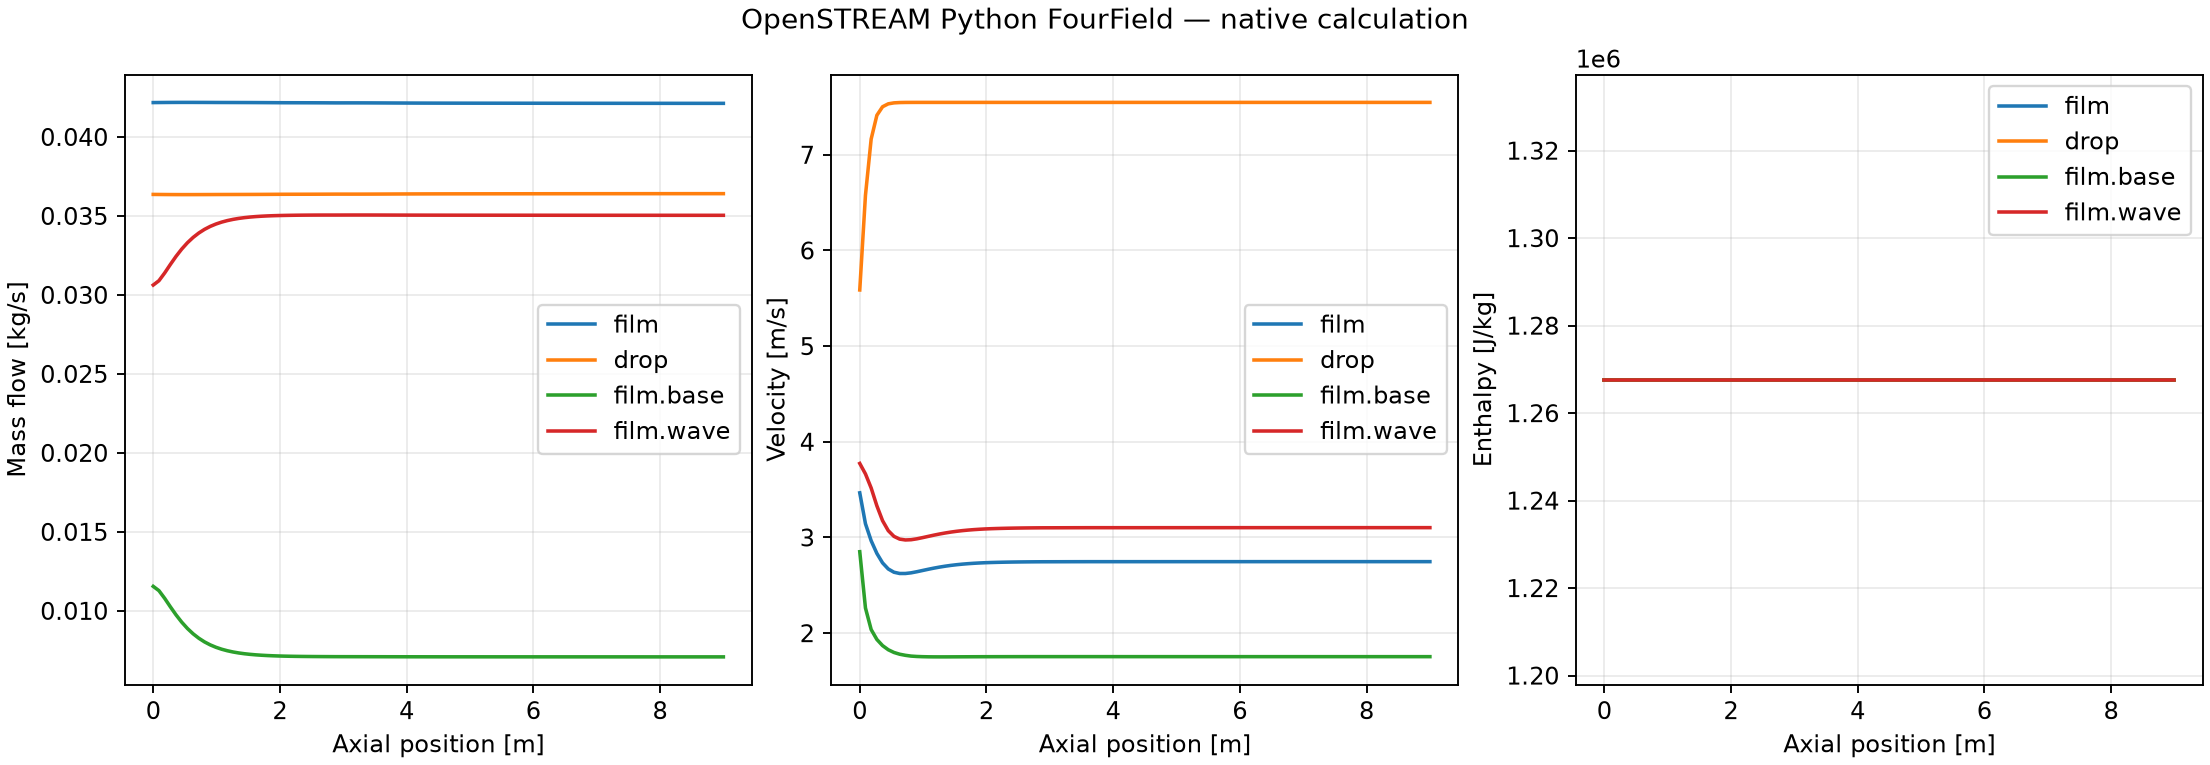 OpenSTREAM Python FourField — native calculation
Mass flow [kg/s]
0.040
0.035
0.030
0.025
0.020
0.015
0.010
film
drop
film.base
film.wave
0 2 4 6 8
Axial position [m]
Velocity [m/s]
7
6
5
4
3
2
film
drop
film.base
film.wave
0 2 4 6 8
Axial position [m]
1e6
Enthalpy [J/kg]
1.32
1.30
1.28
1.26
1.24
1.22
1.20
film
drop
film.base
film.wave
0 2 4 6 8
Axial position [m]